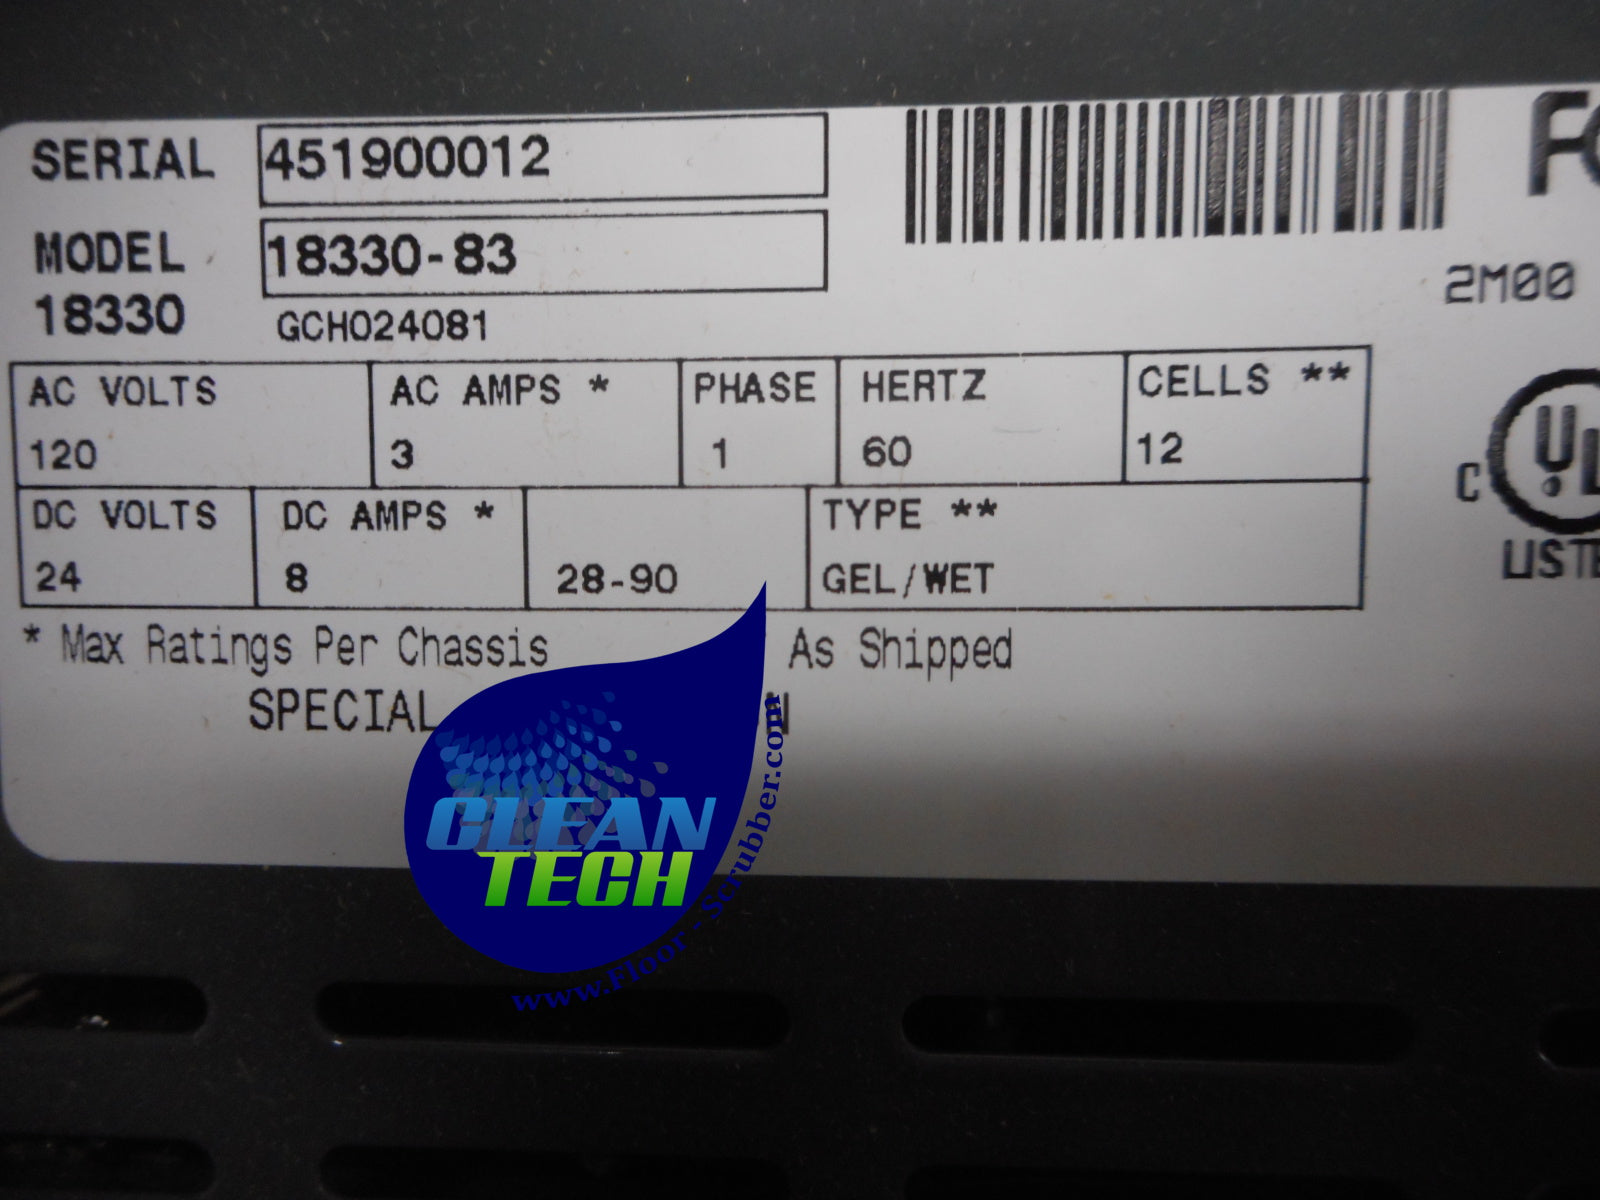 SERIAL 451900012
MODEL 18330-83
18330 GCH024081
2M00
AC VOLTS AC AMPS * PHASE HERTZ CELLS **
120 3 1 60 12
DC VOLTS DC AMPS * TYPE **
24 8 28-90 GEL/WET
C UL
* Max Ratings Per Chassis As Shipped
SPECIAL
CLEAN
TECH
www.Floor-Scrubber.com